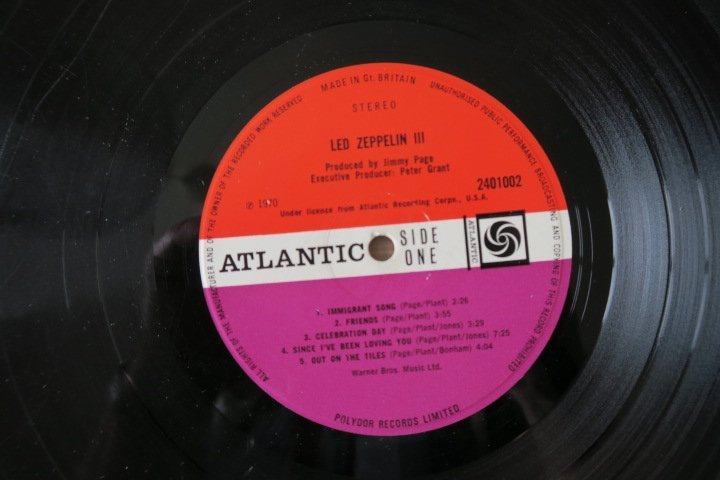 MADE IN Gt. BRITAIN
STEREO
LED ZEPPELIN III
Produced by Jimmy Page
Executive Producer: Peter Grant
℗ 1970
2401002
Under licence from Atlantic Recording Corpn., U.S.A.
ATLANTIC
SIDE
ONE
ATLANTIC
1. IMMIGRANT SONG (Page/Plant) 2:26
2. FRIENDS (Page/Plant) 3:55
3. CELEBRATION DAY (Page/Plant/Jones) 3:29
4. SINCE I'VE BEEN LOVING YOU (Page/Plant/Jones) 7:25
5. OUT ON THE TILES (Page/Plant/Bonham) 4:04
Warner Bros. Music Ltd.
POLYDOR RECORDS LIMITED
ALL RIGHTS OF THE MANUFACTURER AND OF THE OWNER OF THE RECORDED WORK RESERVED
UNAUTHORISED PUBLIC PERFORMANCE BROADCASTING AND COPYING OF THIS RECORD PROHIBITED